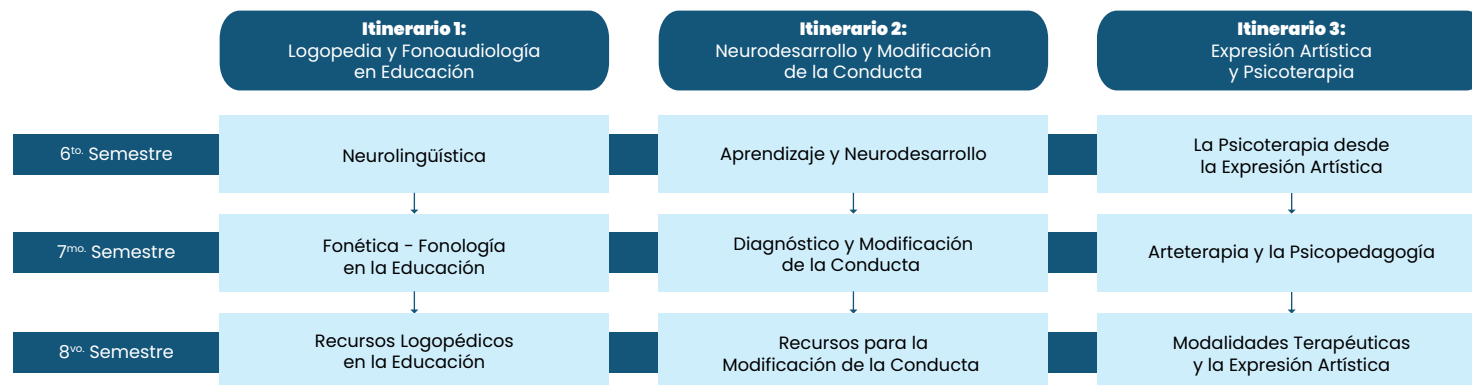 Itinerario 1:
Logopedia y Fonoaudiología
en Educación
Itinerario 2:
Neurodesarrollo y Modificación
de la Conducta
Itinerario 3:
Expresión Artística
y Psicoterapia
6to. Semestre
Neurolingüística
Aprendizaje y Neurodesarrollo
La Psicoterapia desde
la Expresión Artística
7mo. Semestre
Fonética - Fonología
en la Educación
Diagnóstico y Modificación
de la Conducta
Arteterapia y la Psicopedagogía
8vo. Semestre
Recursos Logopédicos
en la Educación
Recursos para la
Modificación de la Conducta
Modalidades Terapéuticas
y la Expresión Artística